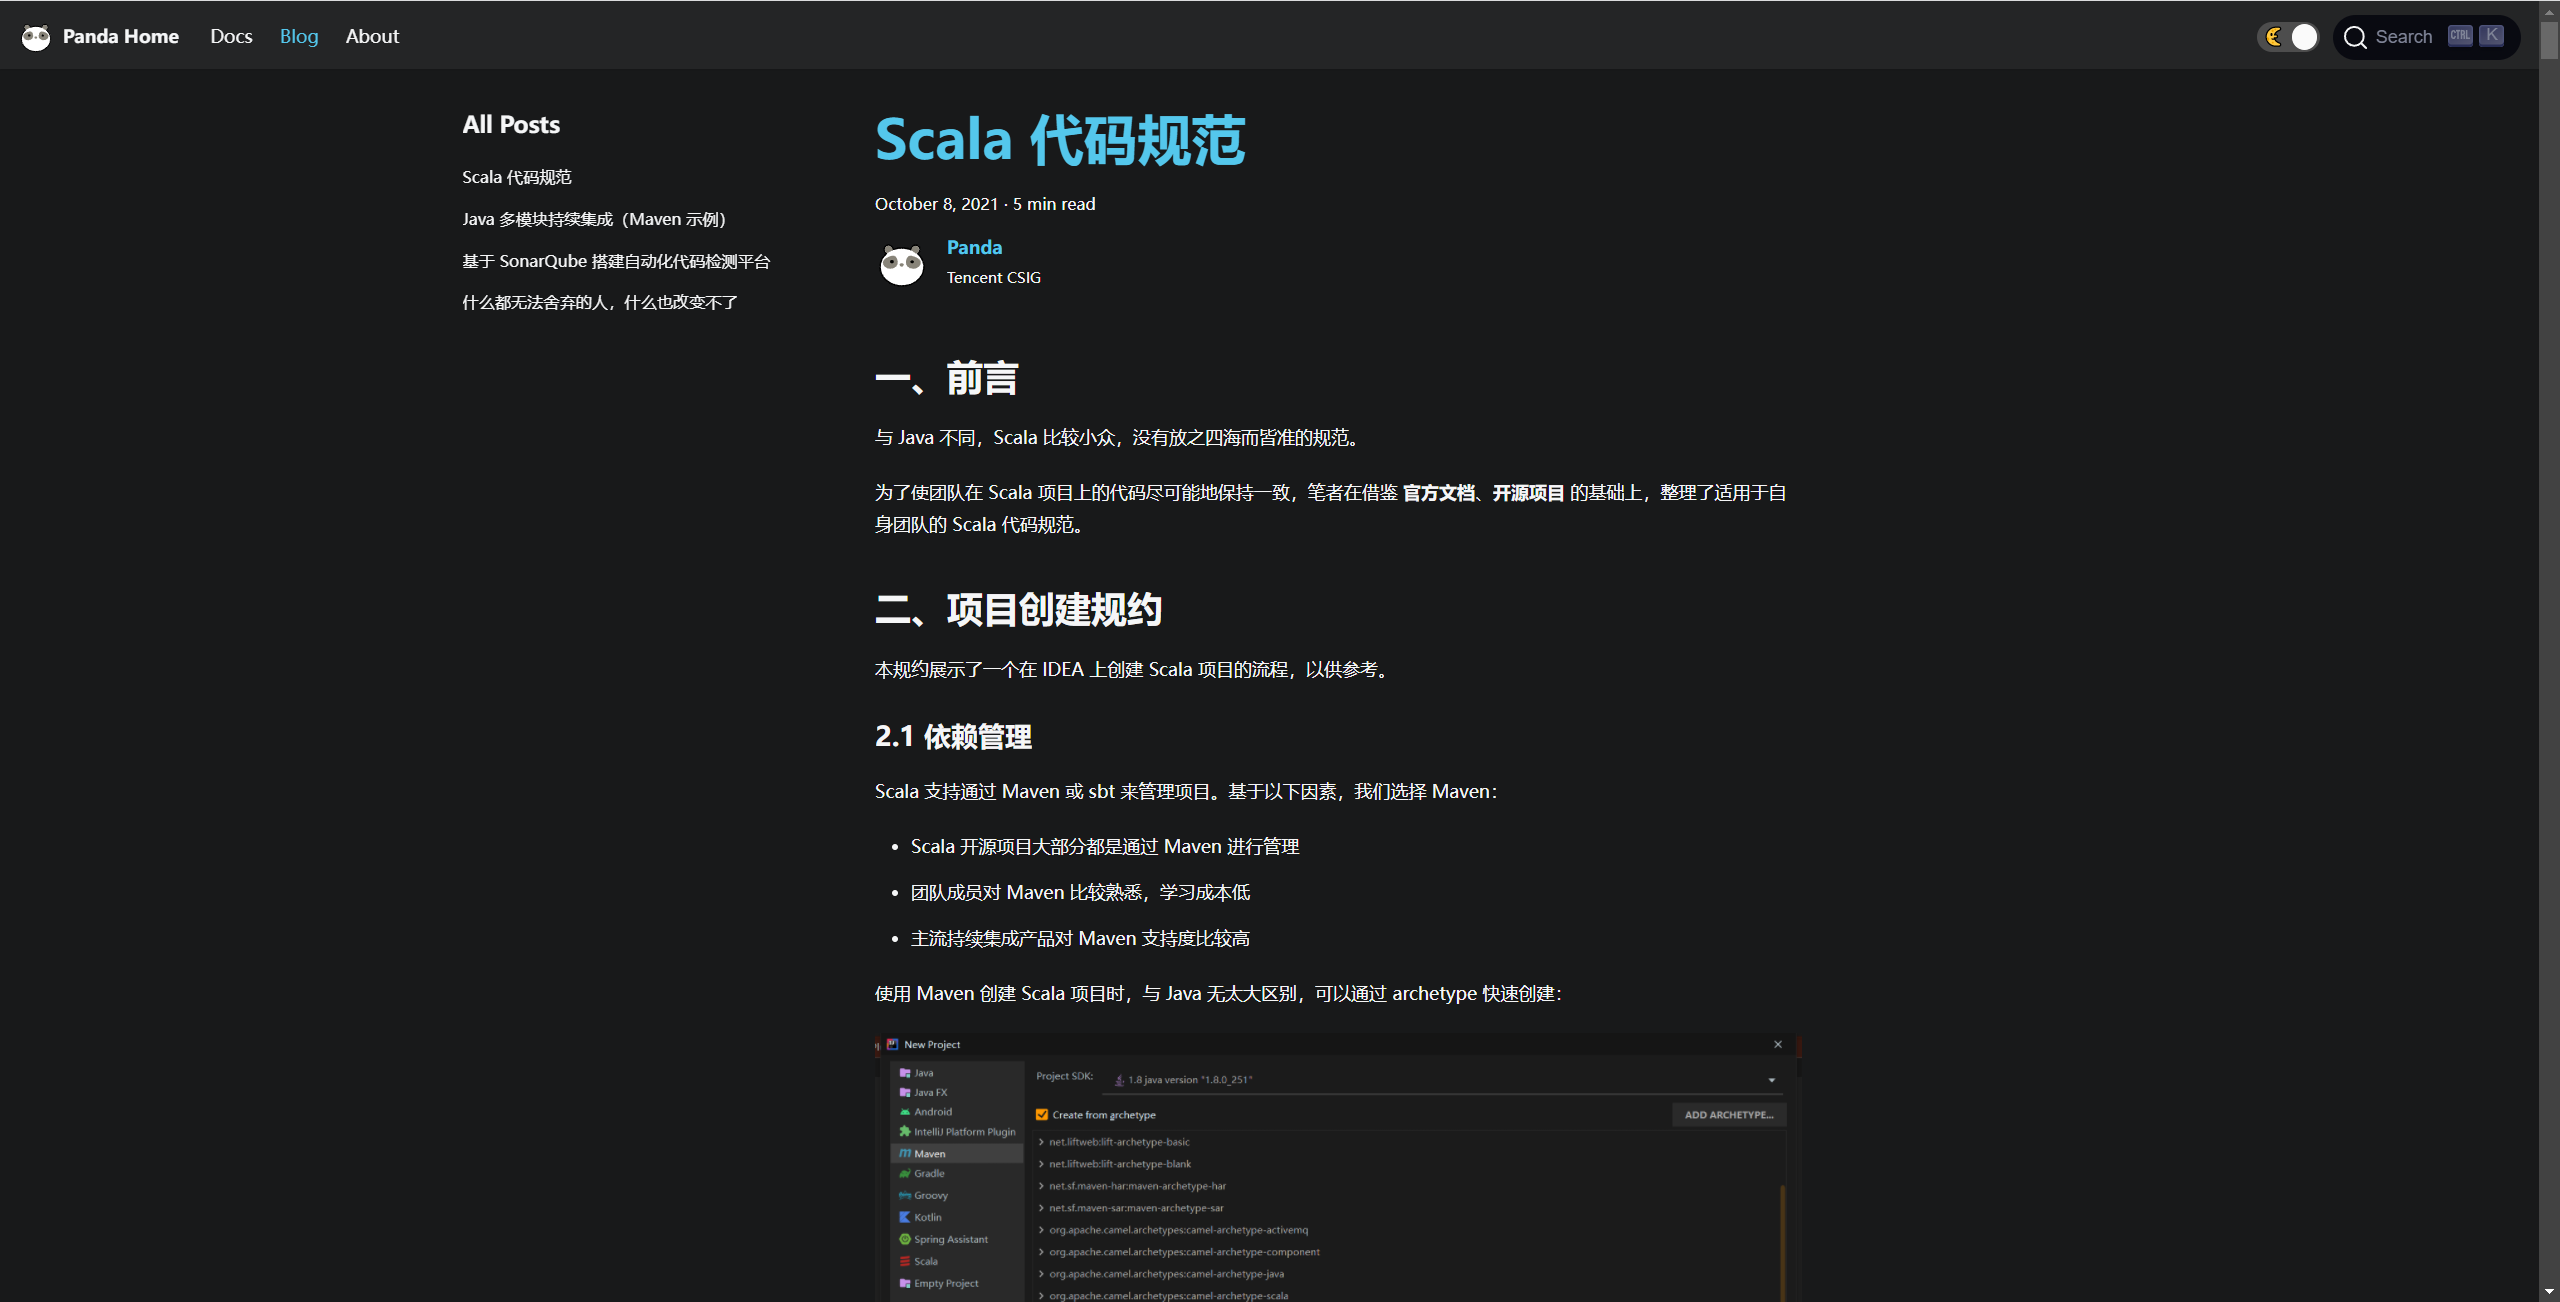 Panda Home Docs Blog About
Search CTRL K
All Posts
Scala 代码规范
Java 多模块持续集成（Maven 示例）
基于 SonarQube 搭建自动化代码检测平台
什么都无法舍弃的人，什么也改变不了
Scala 代码规范
October 8, 2021 · 5 min read
Panda
Tencent CSIG
一、前言
与 Java 不同，Scala 比较小众，没有放之四海而皆准的规范。
为了使团队在 Scala 项目上的代码尽可能地保持一致，笔者在借鉴 官方文档、开源项目 的基础上，整理了适用于自
身团队的 Scala 代码规范。
二、项目创建规约
本规约展示了一个在 IDEA 上创建 Scala 项目的流程，以供参考。
2.1 依赖管理
Scala 支持通过 Maven 或 sbt 来管理项目。基于以下因素，我们选择 Maven：
• Scala 开源项目大部分都是通过 Maven 进行管理
• 团队成员对 Maven 比较熟悉，学习成本低
• 主流持续集成产品对 Maven 支持度比较高
使用 Maven 创建 Scala 项目时，与 Java 无太大区别，可以通过 archetype 快速创建：
New Project
Java
Java FX
Android
IntelliJ Platform Plugin
Maven
Gradle
Groovy
Kotlin
Spring Assistant
Scala
Empty Project
Project SDK: 1.8 java version "1.8.0_251"
Create from archetype
ADD ARCHETYPE...
net.liftweb:lift-archetype-basic
net.liftweb:lift-archetype-blank
net.sf.maven-har:maven-archetype-har
net.sf.maven-sar:maven-archetype-sar
org.apache.camel.archetypes:camel-archetype-activemq
org.apache.camel.archetypes:camel-archetype-component
org.apache.camel.archetypes:camel-archetype-java
org.apache.camel.archetypes:camel-archetype-scala